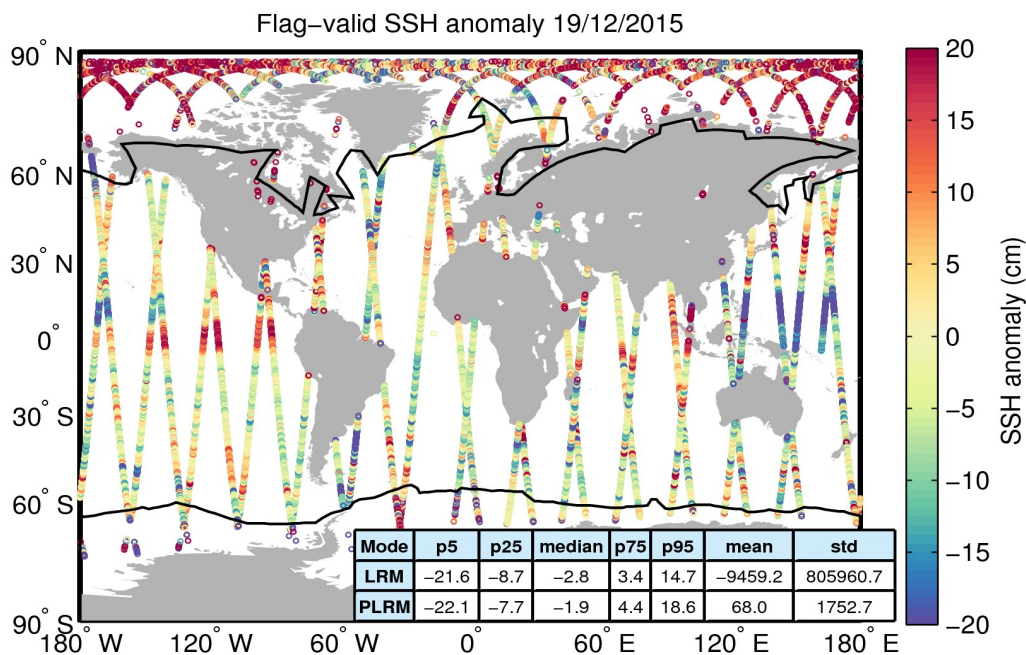 Flag−valid SSH anomaly 19/12/2015
90° N
60° N
30° N
0°
30° S
60° S
90° S
180° W
120° W
60° W
0°
60° E
120° E
180° E
20
15
10
5
0
−5
−10
−15
−20
SSH anomaly (cm)
Mode p5 p25 median p75 p95 mean std
LRM −21.6 −8.7 −2.8 3.4 14.7 −9459.2 805960.7
PLRM −22.1 −7.7 −1.9 4.4 18.6 68.0 1752.7